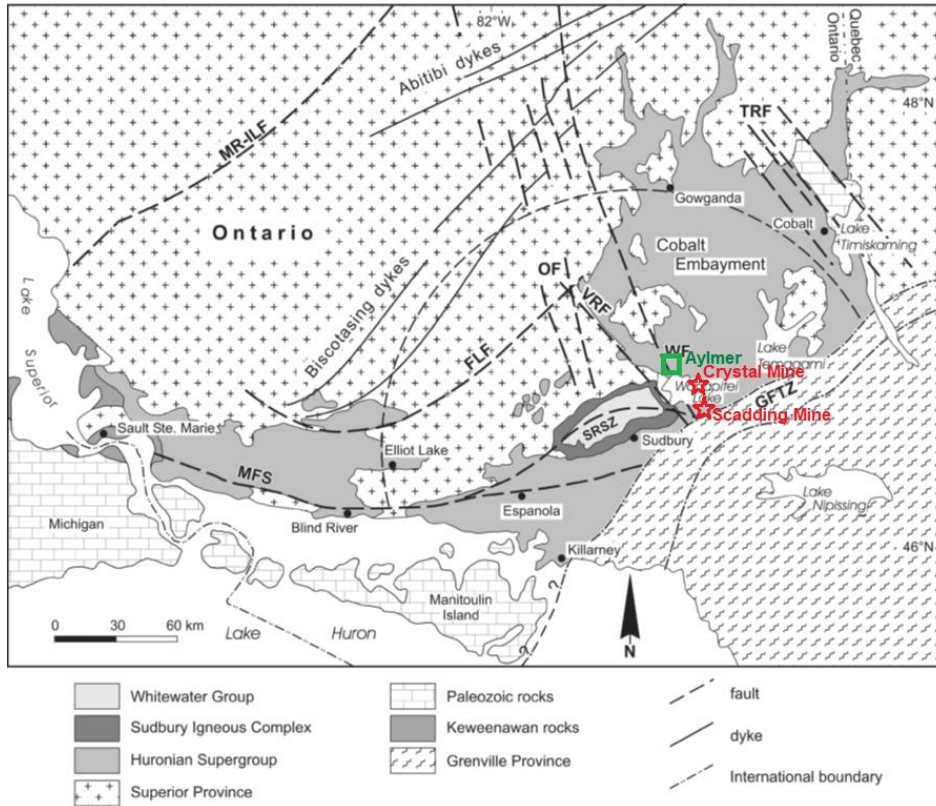 82°W
Quebec
Ontario
Abitibi dykes
48°N
TRF
MR-ILF
Gowganda
Ontario
Cobalt
Lake
Timiskaming
Cobalt
Embayment
OF
Biscotasing dykes
VRF
Lake
Superior
FLF
WF
Aylmer
Lake
Temagami
Crystal Mine
Wanapitei
Lake
GFTZ
Scadding Mine
SRSZ
Sault Ste. Marie
Sudbury
Elliot Lake
MFS
Lake
Nipissing
Espanola
Michigan
Blind River
Killarney
46°N
?
Manitoulin
Island
0 30 60 km
Lake Huron
?
N
Whitewater Group
Sudbury Igneous Complex
Huronian Supergroup
Superior Province
Paleozoic rocks
Keweenawan rocks
Grenville Province
fault
dyke
International boundary